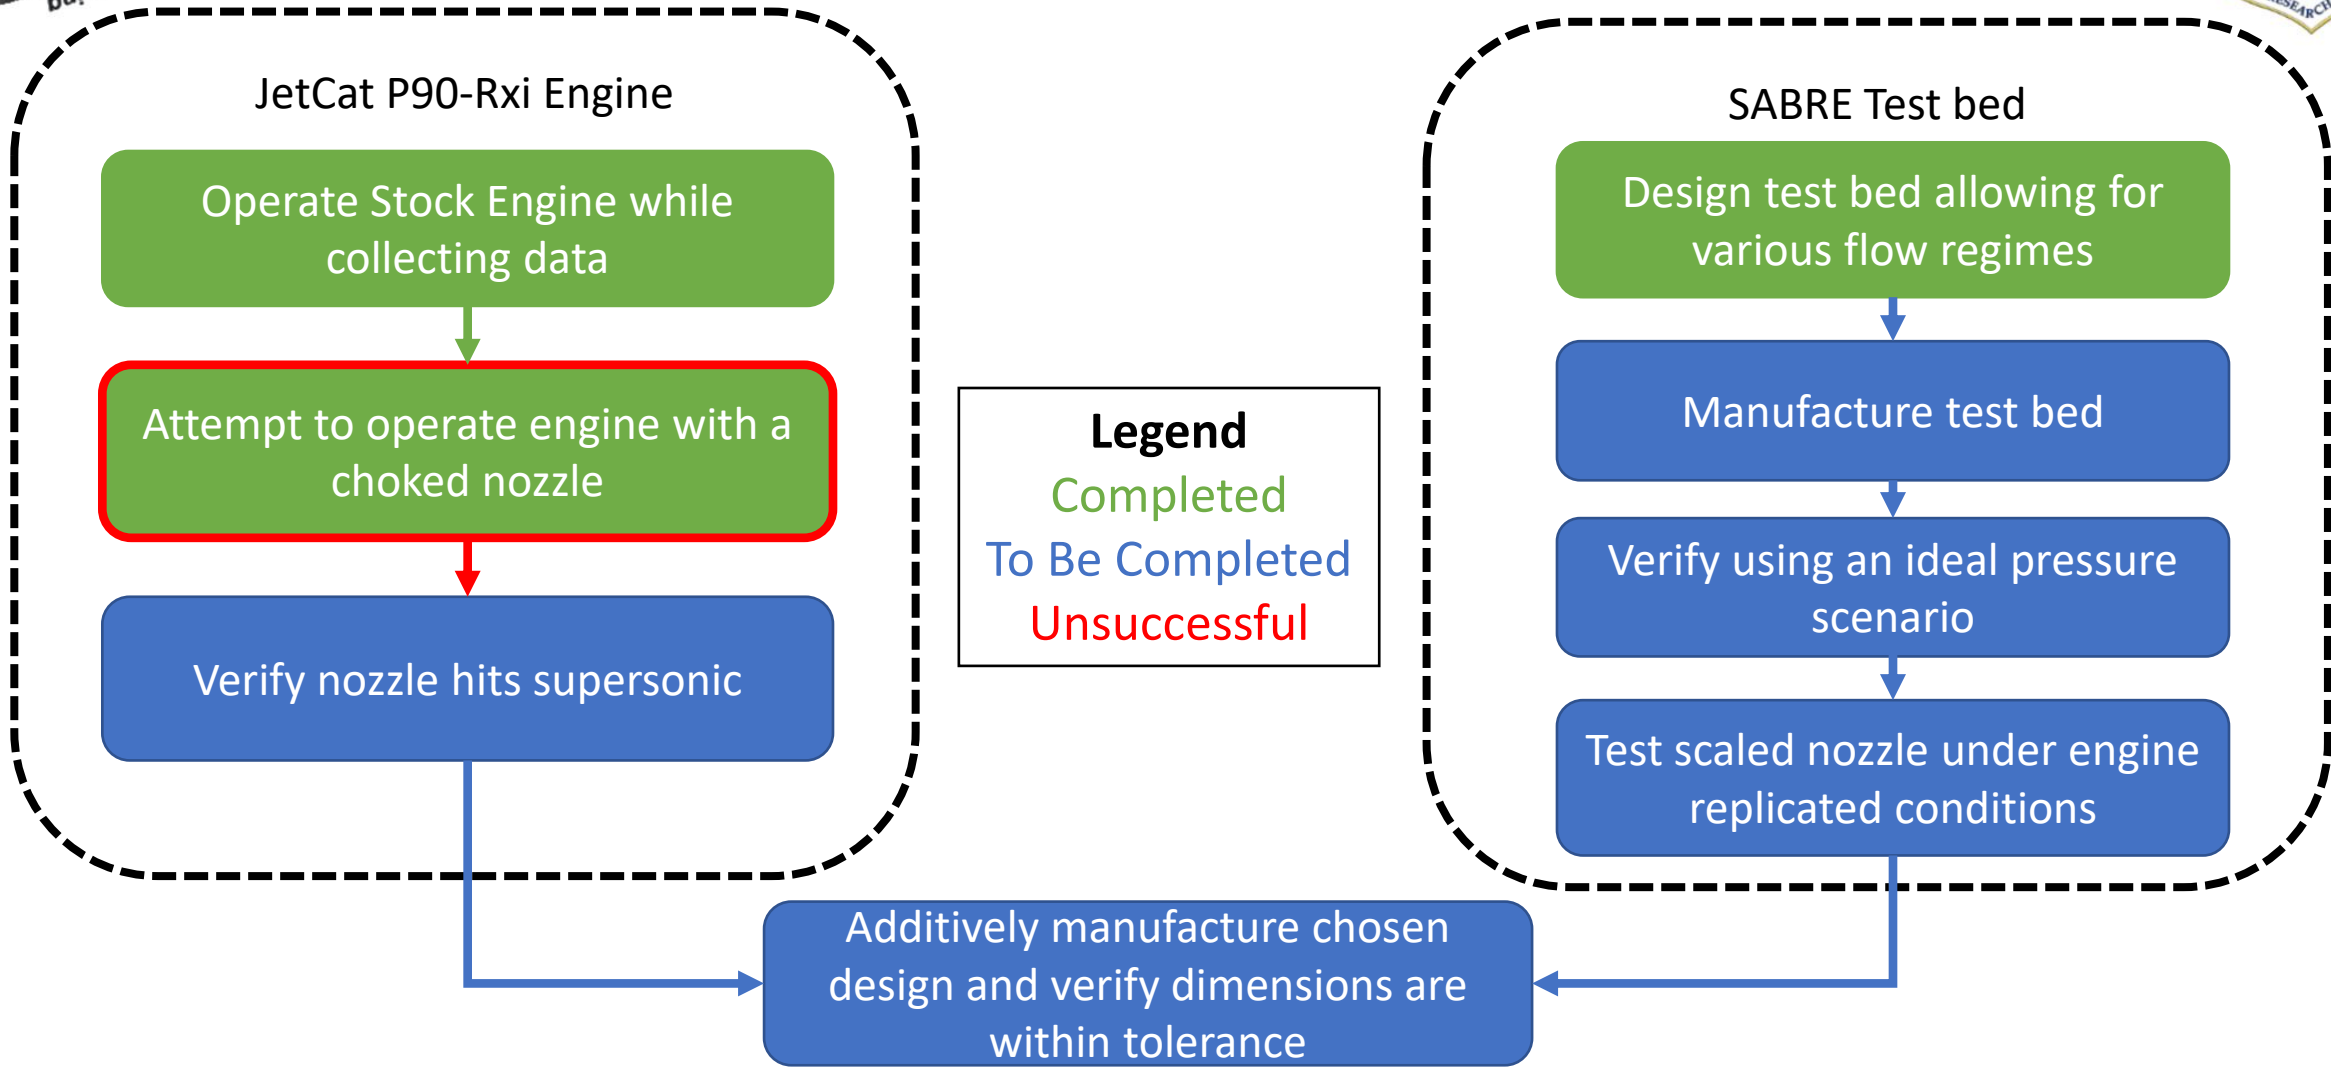 JetCat P90-Rxi Engine
Operate Stock Engine while
collecting data
Attempt to operate engine with a
choked nozzle
Verify nozzle hits supersonic
Legend
Completed
To Be Completed
Unsuccessful
SABRE Test bed
Design test bed allowing for
various flow regimes
Manufacture test bed
Verify using an ideal pressure
scenario
Test scaled nozzle under engine
replicated conditions
Additively manufacture chosen
design and verify dimensions are
within tolerance